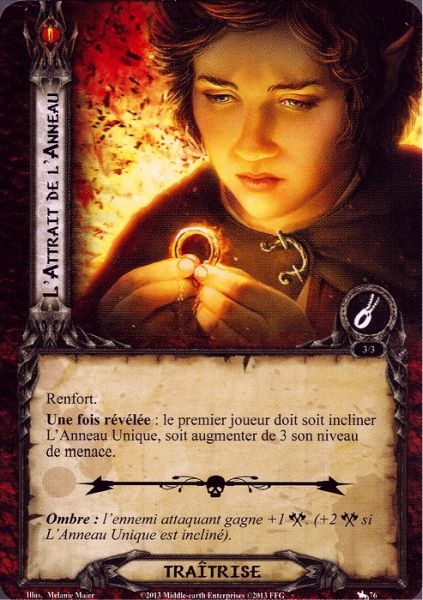 L'Attrait de l'Anneau
3/3
Renfort.
Une fois révélée : le premier joueur doit soit incliner
L'Anneau Unique, soit augmenter de 3 son niveau
de menace.
Ombre : l'ennemi attaquant gagne +1 . (+2 si
L'Anneau Unique est incliné).
TRAÎTRISE
Illus. Melanie Maier ©2013 Middle-earth Enterprises ©2013 FFG 76